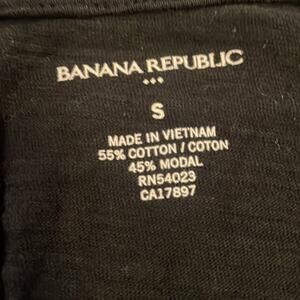 BANANA REPUBLIC
S
MADE IN VIETNAM
55% COTTON / COTON
45% MODAL
RN54023
CA17897